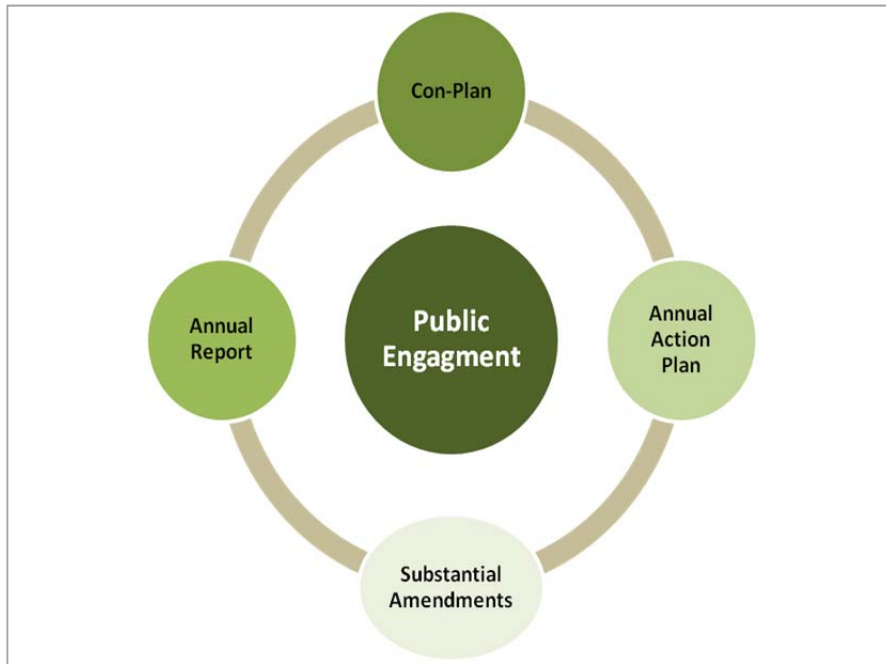 Con-Plan
Annual
Report
Public
Engagment
Annual
Action
Plan
Substantial
Amendments